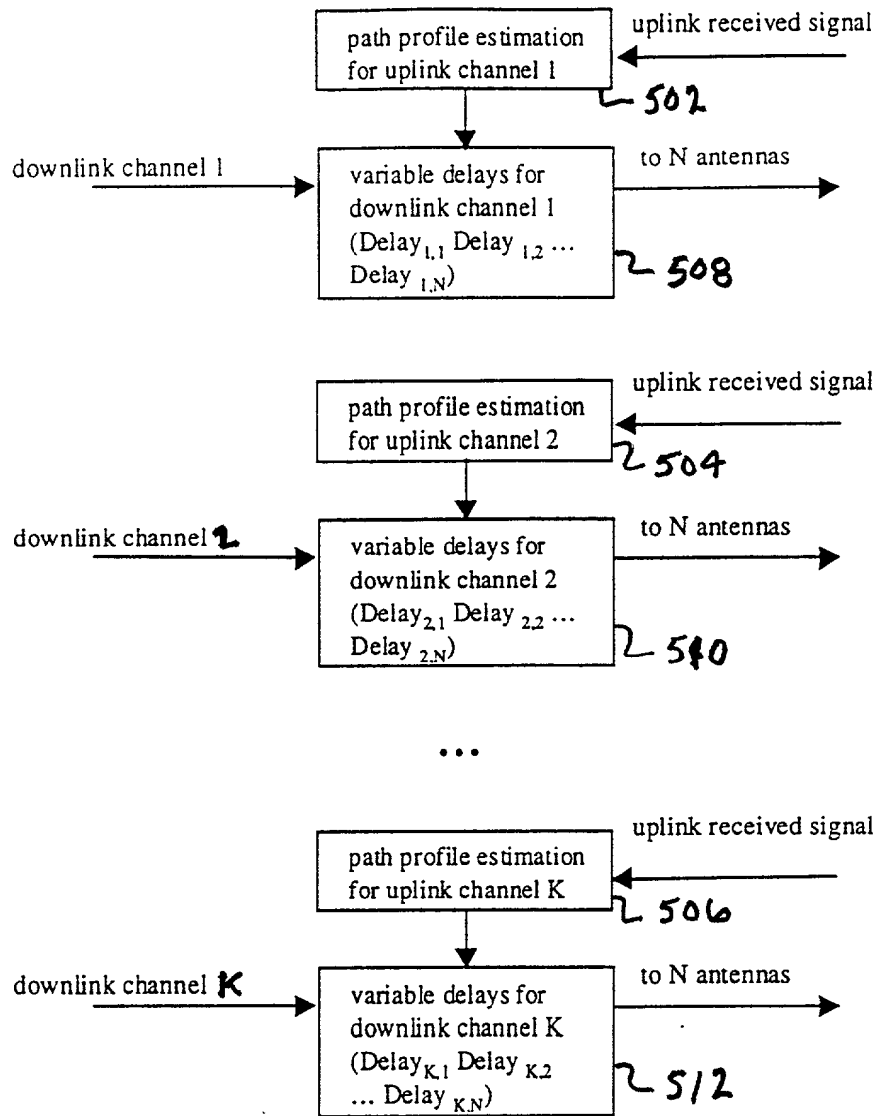 uplink received signal
path profile estimation
for uplink channel 1
502
downlink channel 1
variable delays for
downlink channel 1
(Delay1,1 Delay 1,2 ...
Delay 1,N)
to N antennas
508
uplink received signal
path profile estimation
for uplink channel 2
504
downlink channel 2
variable delays for
downlink channel 2
(Delay2,1 Delay 2,2 ...
Delay 2,N)
to N antennas
510
...
uplink received signal
path profile estimation
for uplink channel K
506
downlink channel K
variable delays for
downlink channel K
(DelayK,1 Delay K,2
... Delay K,N)
to N antennas
512